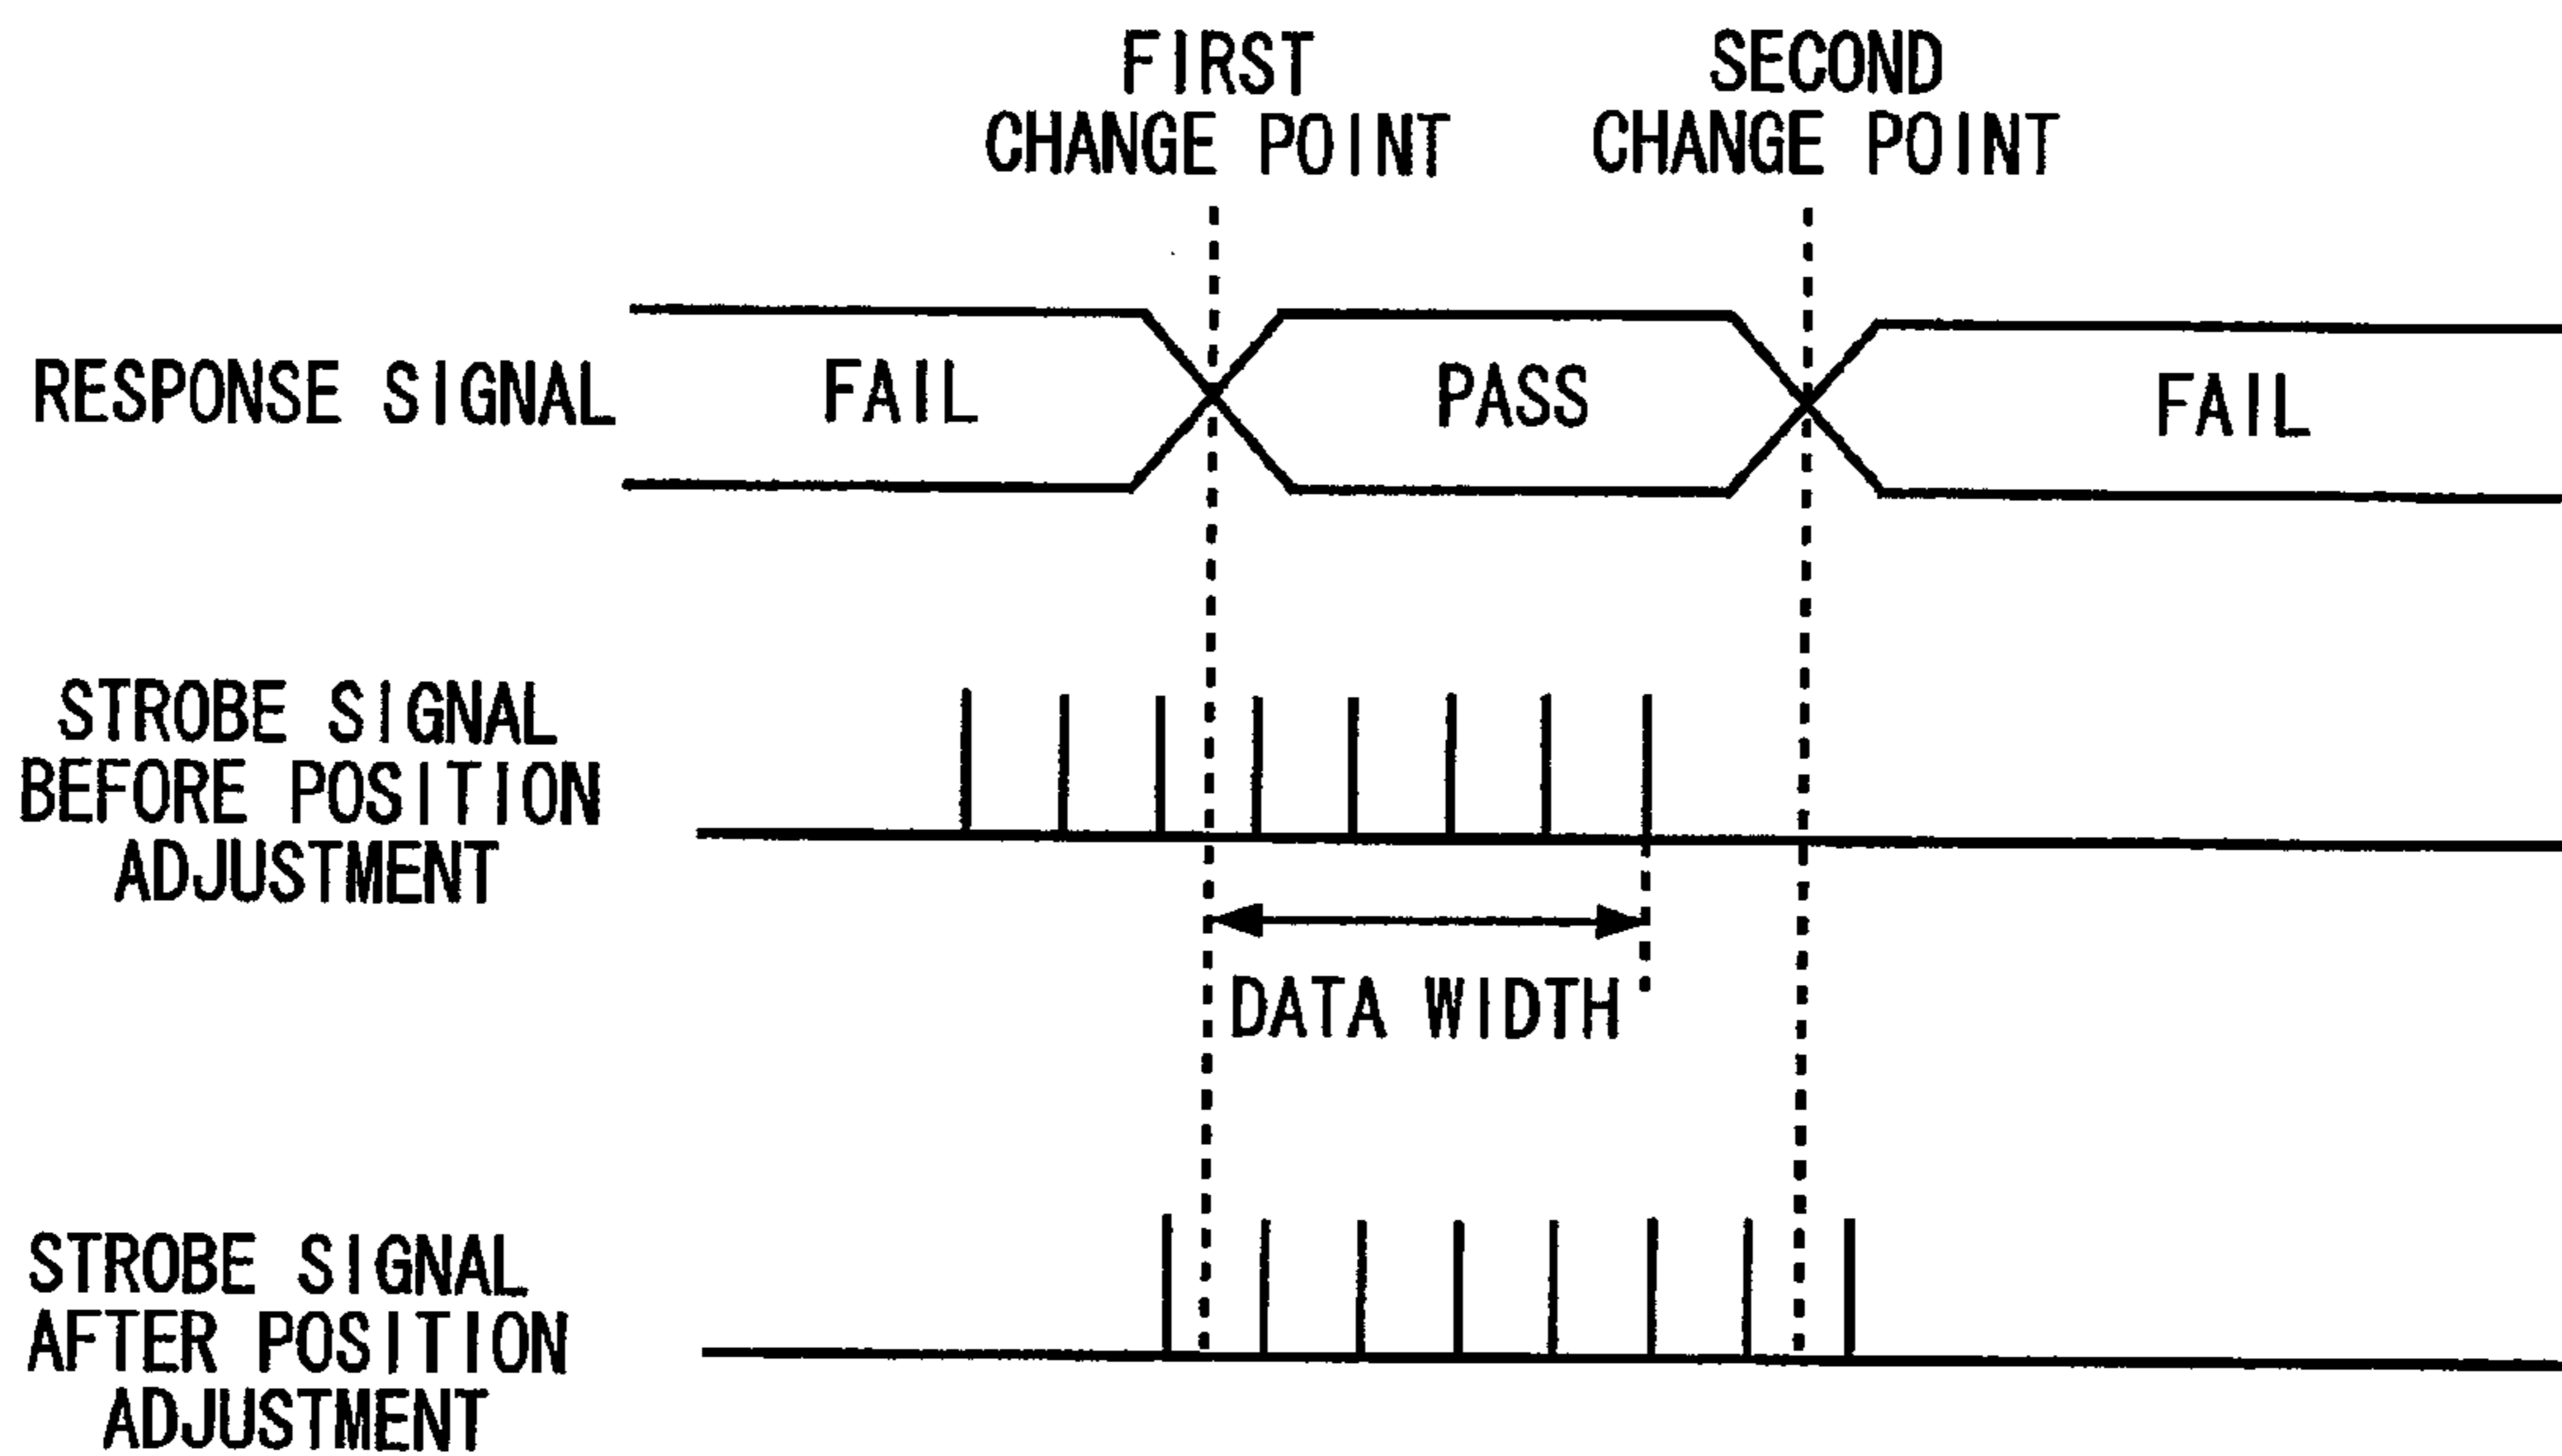 FIRST
CHANGE POINT
SECOND
CHANGE POINT
RESPONSE SIGNAL
FAIL
PASS
FAIL
STROBE SIGNAL
BEFORE POSITION
ADJUSTMENT
DATA WIDTH
STROBE SIGNAL
AFTER POSITION
ADJUSTMENT